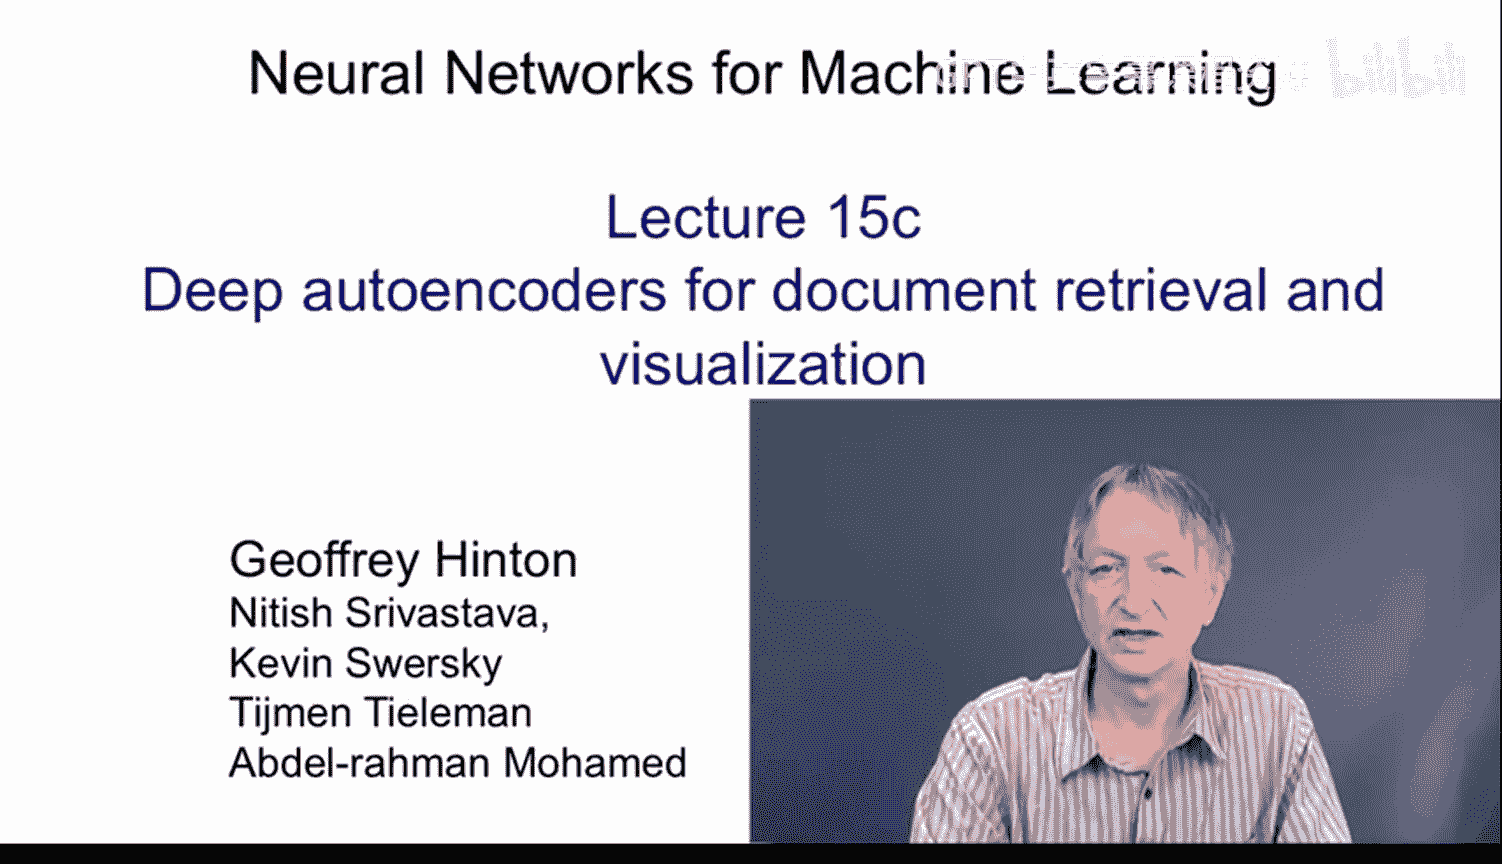 Neural Networks for Machine Learning
bilibili
Lecture 15c
Deep autoencoders for document retrieval and
visualization
Geoffrey Hinton
Nitish Srivastava,
Kevin Swersky
Tijmen Tieleman
Abdel-rahman Mohamed